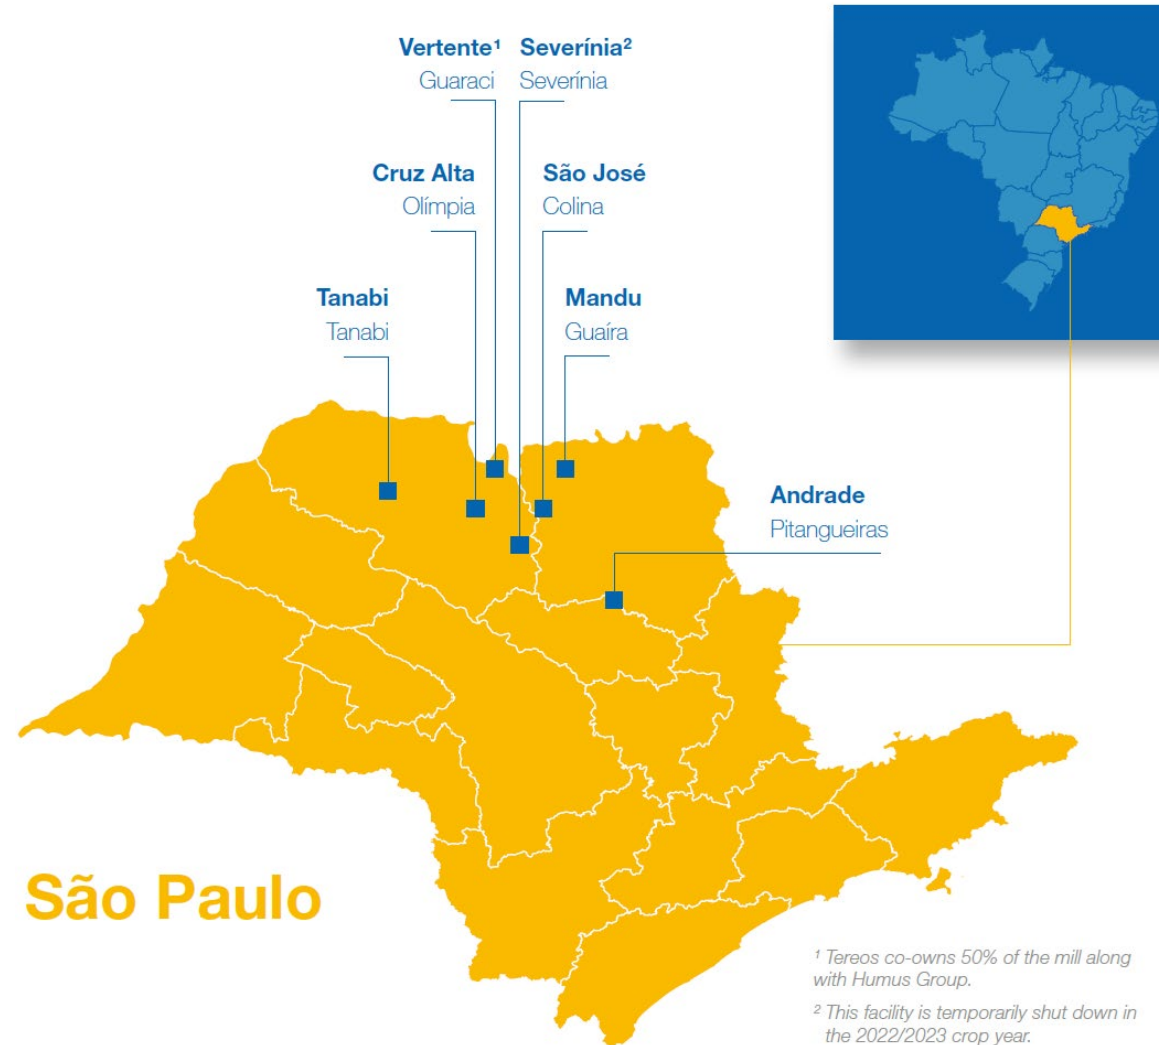 Vertente¹ Severínia²
Guaraci Severínia
Cruz Alta São José
Olímpia Colina
Tanabi Mandu
Tanabi Guaíra
Andrade
Pitangueiras
São Paulo
¹ Tereos co-owns 50% of the mill along
with Humus Group.
² This facility is temporarily shut down in
the 2022/2023 crop year.